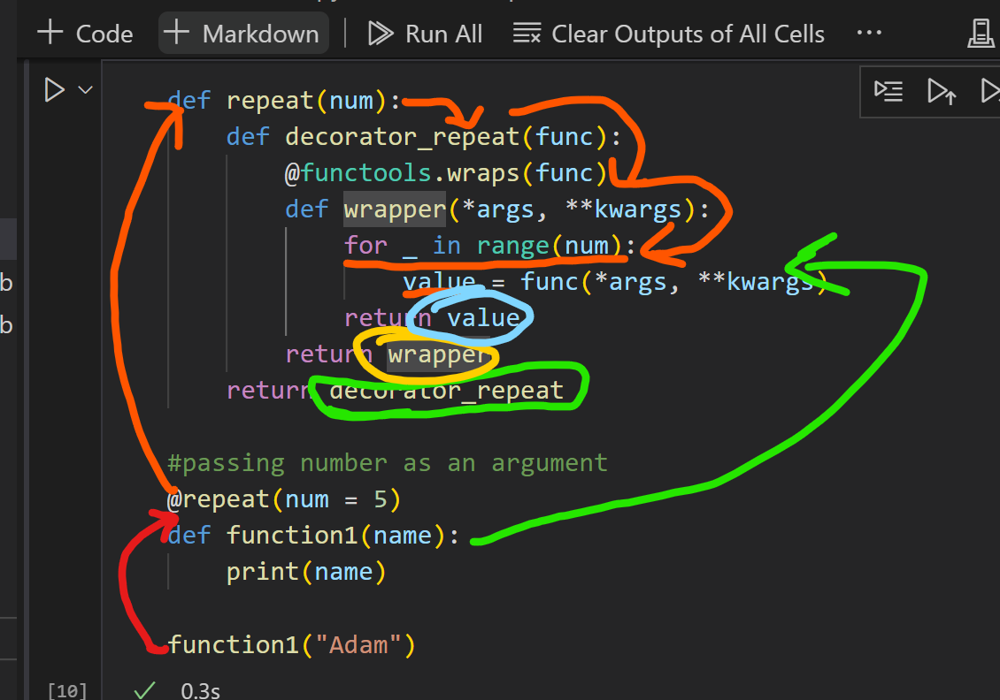 Code Markdown Run All Clear Outputs of All Cells ...
def repeat(num):
def decorator_repeat(func):
@functools.wraps(func)
def wrapper(*args, **kwargs):
for _ in range(num):
value = func(*args, **kwargs)
return value
return wrapper
return decorator_repeat
#passing number as an argument
@repeat(num = 5)
def function1(name):
print(name)
function1("Adam")
[10] 0.3s
b
b